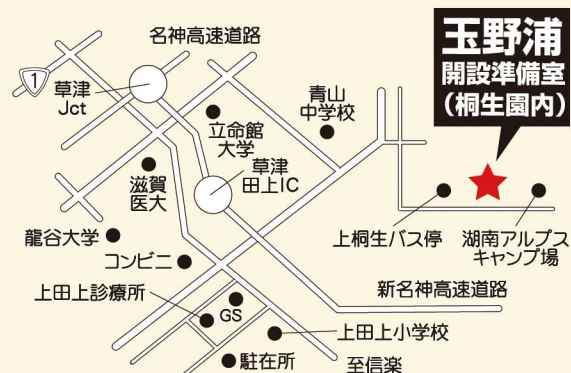 名神高速道路
玉野浦
開設準備室
(桐生園内)
1
草津
Jct
青山
中学校
立命館
大学
草津
田上IC
滋賀
医大
龍谷大学
コンビニ
上桐生バス停
湖南アルプス
キャンプ場
上田上診療所
GS
新名神高速道路
上田上小学校
駐在所
至信楽